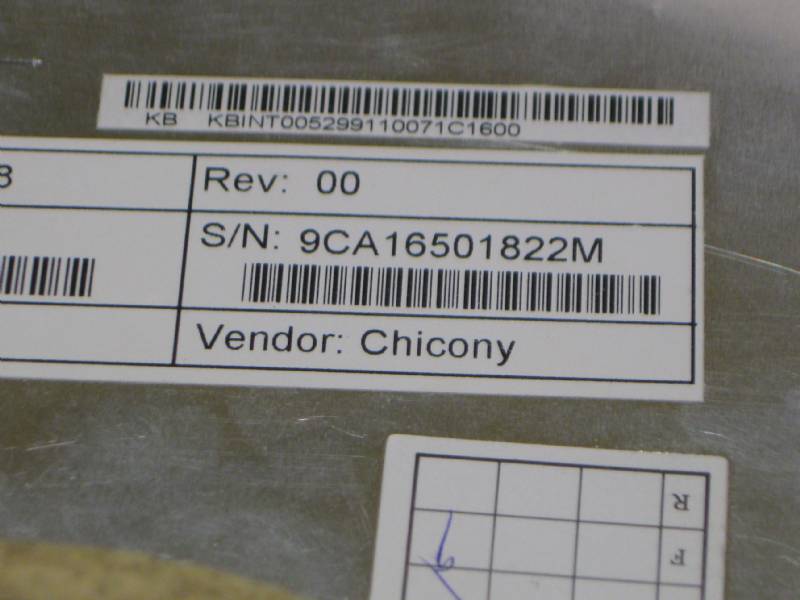 KB KBINT005299110071C1600
Rev: 00
S/N: 9CA16501822M
Vendor: Chicony
R
F